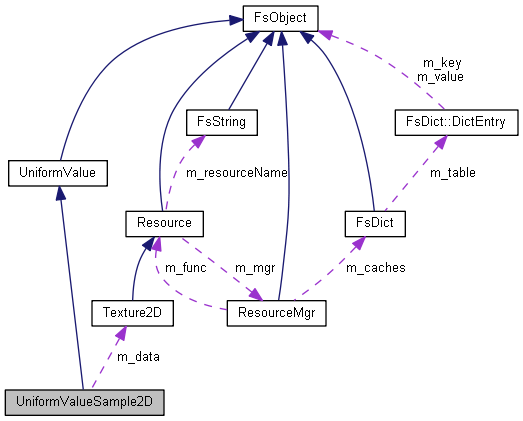 FsObject
m_key
m_value
FsString
FsDict::DictEntry
UniformValue
m_resourceName
m_table
Resource
FsDict
m_func
m_mgr
m_caches
Texture2D
ResourceMgr
m_data
UniformValueSample2D